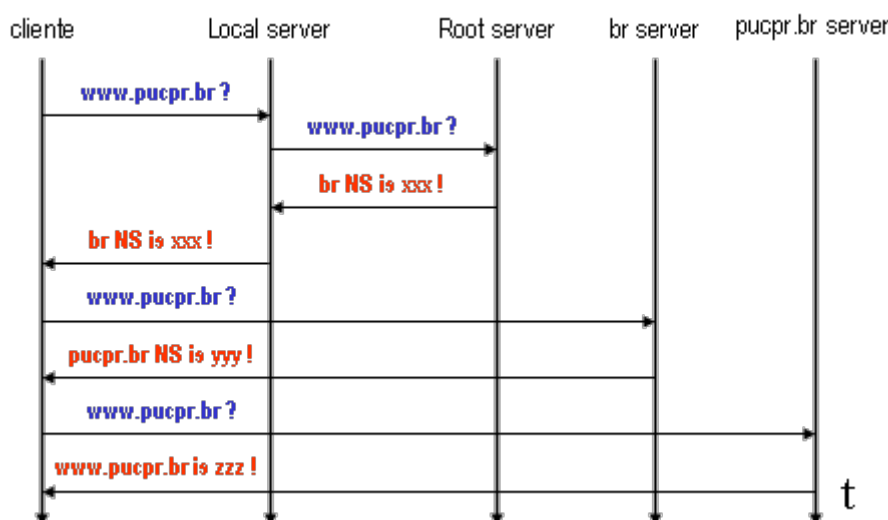 cliente Local server Root server br server pucpr.br server
www.pucpr.br ?
www.pucpr.br ?
br NS is xxx !
br NS is xxx !
www.pucpr.br ?
pucpr.br NS is yyy !
www.pucpr.br ?
www.pucpr.br is zzz !
t